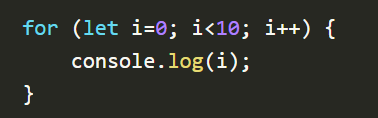 for (let i=0; i<10; i++) {
    console.log(i);
}